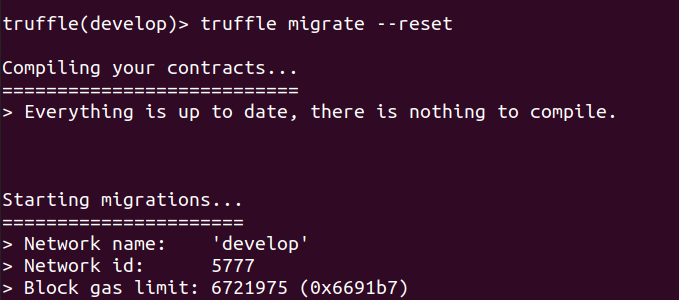 truffle(develop)> truffle migrate --reset
Compiling your contracts...
===========================
> Everything is up to date, there is nothing to compile.
Starting migrations...
======================
> Network name:    'develop'
> Network id:      5777
> Block gas limit: 6721975 (0x6691b7)